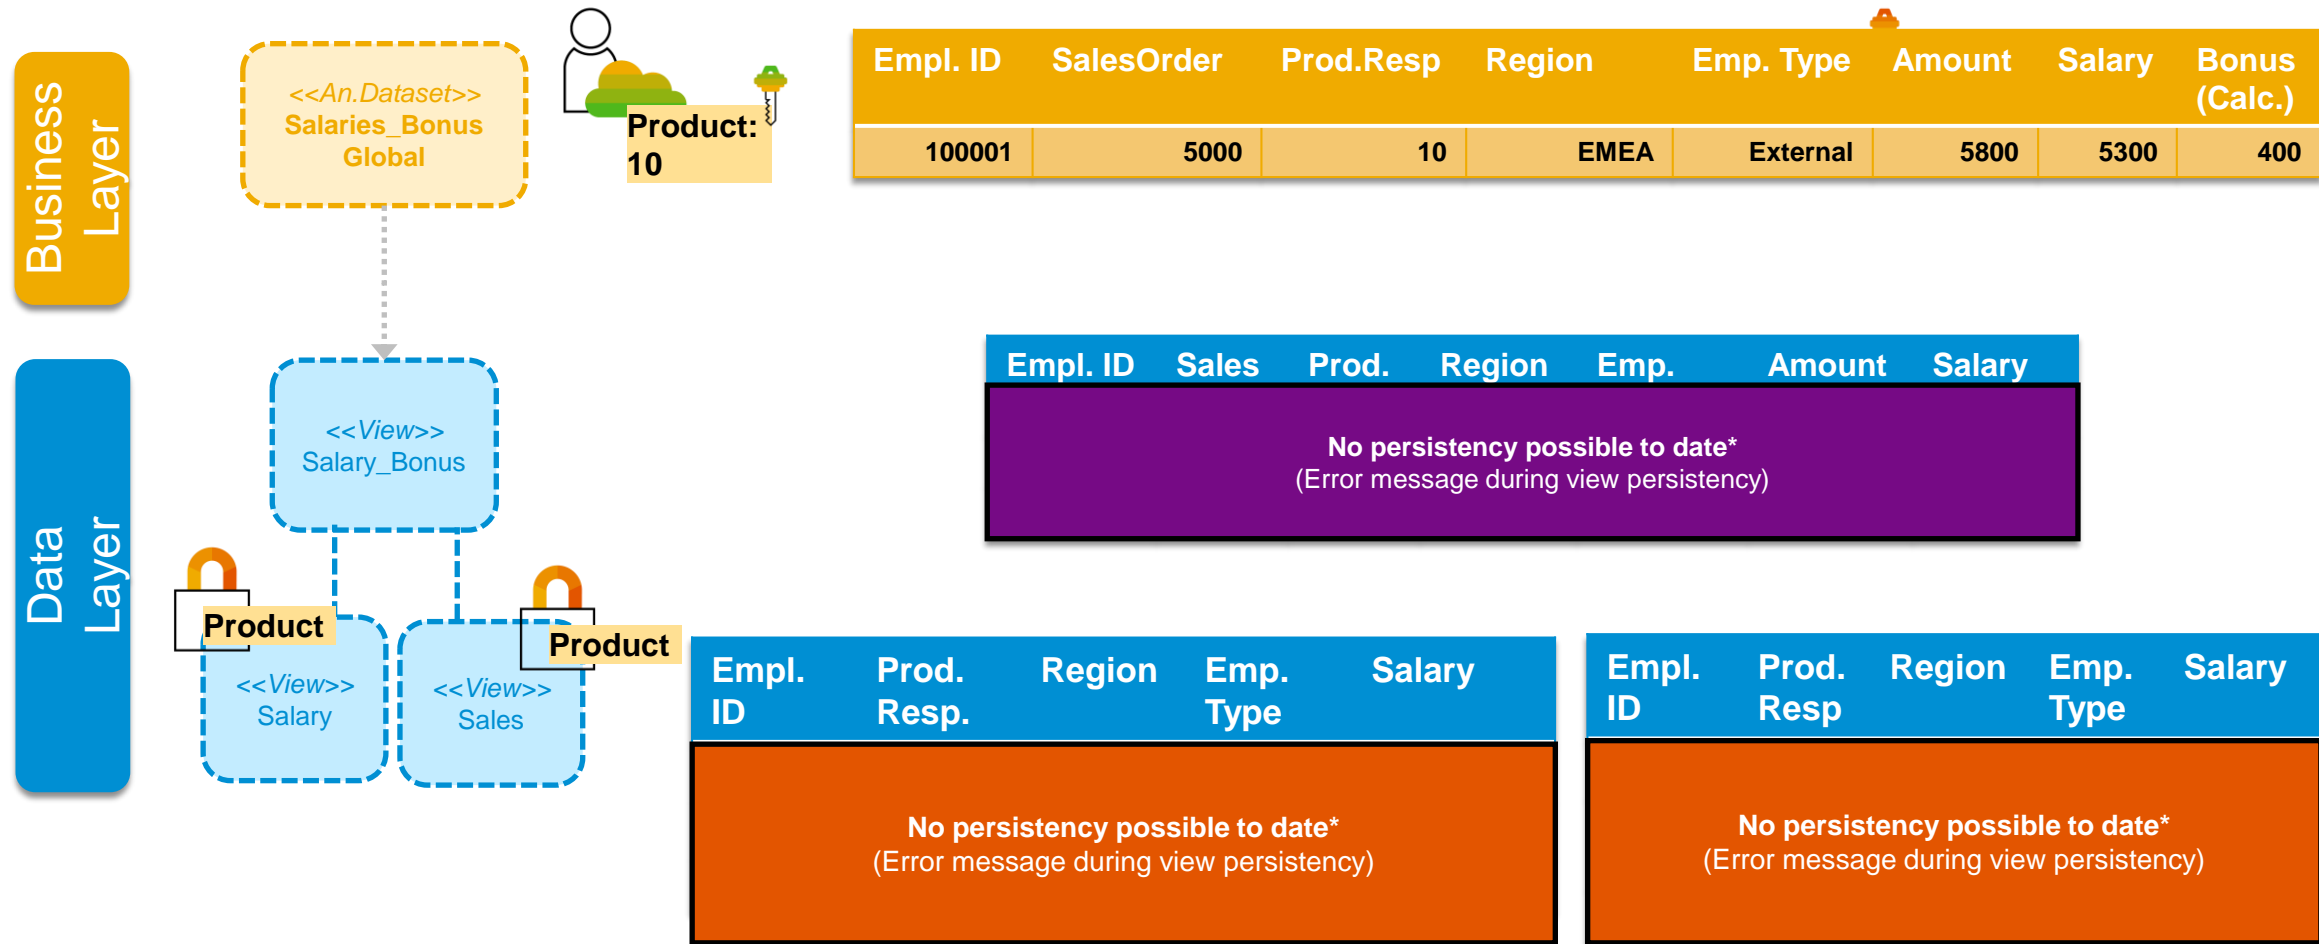 Business
Layer
<<An.Dataset>>
Salaries_Bonus
Global
Product:
10
Empl. ID SalesOrder Prod.Resp Region Emp. Type Amount Salary Bonus
(Calc.)
100001 5000 10 EMEA External 5800 5300 400
Data
Layer
<<View>>
Salary_Bonus
Empl. ID Sales Prod. Region Emp. Amount Salary
No persistency possible to date*
(Error message during view persistency)
Product
<<View>>
Salary
Product
<<View>>
Sales
Empl. Prod. Region Emp. Salary
ID Resp. Type
No persistency possible to date*
(Error message during view persistency)
Empl. Prod. Region Emp. Salary
ID Resp Type
No persistency possible to date*
(Error message during view persistency)